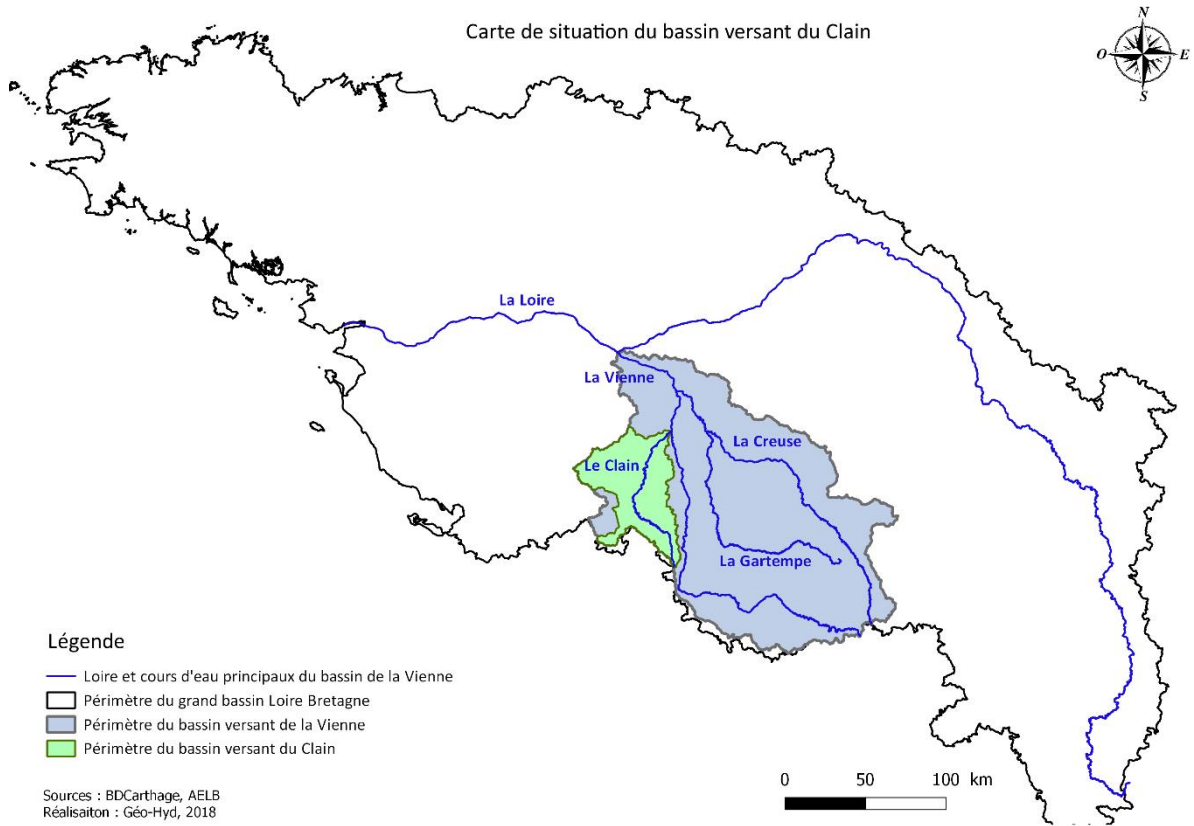 Carte de situation du bassin versant du Clain
N
O
E
S
La Loire
La Vienne
La Creuse
Le Clain
La Gartempe
Légende
Loire et cours d'eau principaux du bassin de la Vienne
Périmètre du grand bassin Loire Bretagne
Périmètre du bassin versant de la Vienne
Périmètre du bassin versant du Clain
0 50 100 km
Sources : BDCarthage, AELB
Réalisaiton : Géo-Hyd, 2018